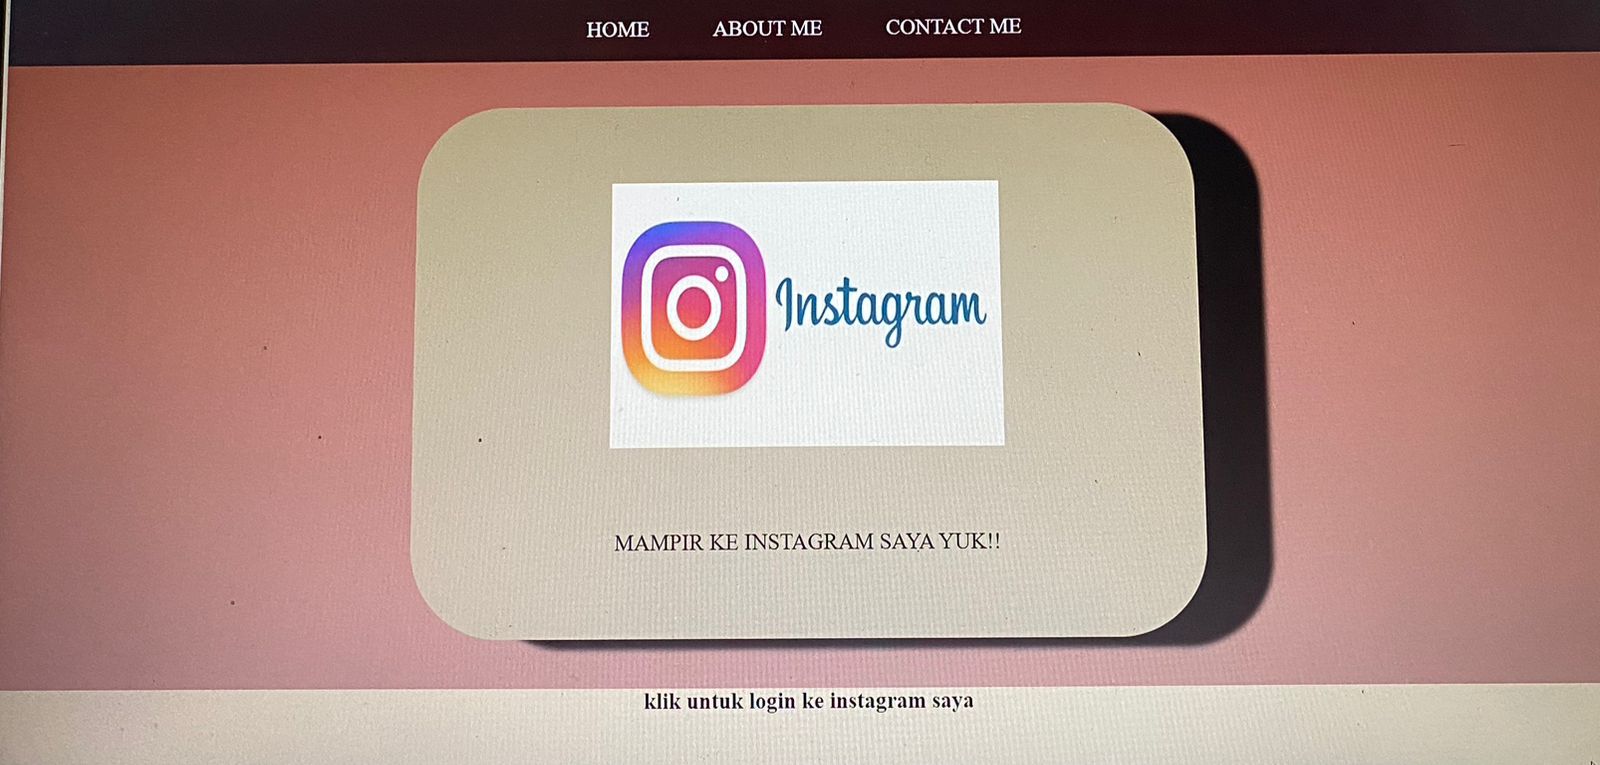 HOME ABOUT ME CONTACT ME
Instagram
MAMPIR KE INSTAGRAM SAYA YUK!!
klik untuk login ke instagram saya